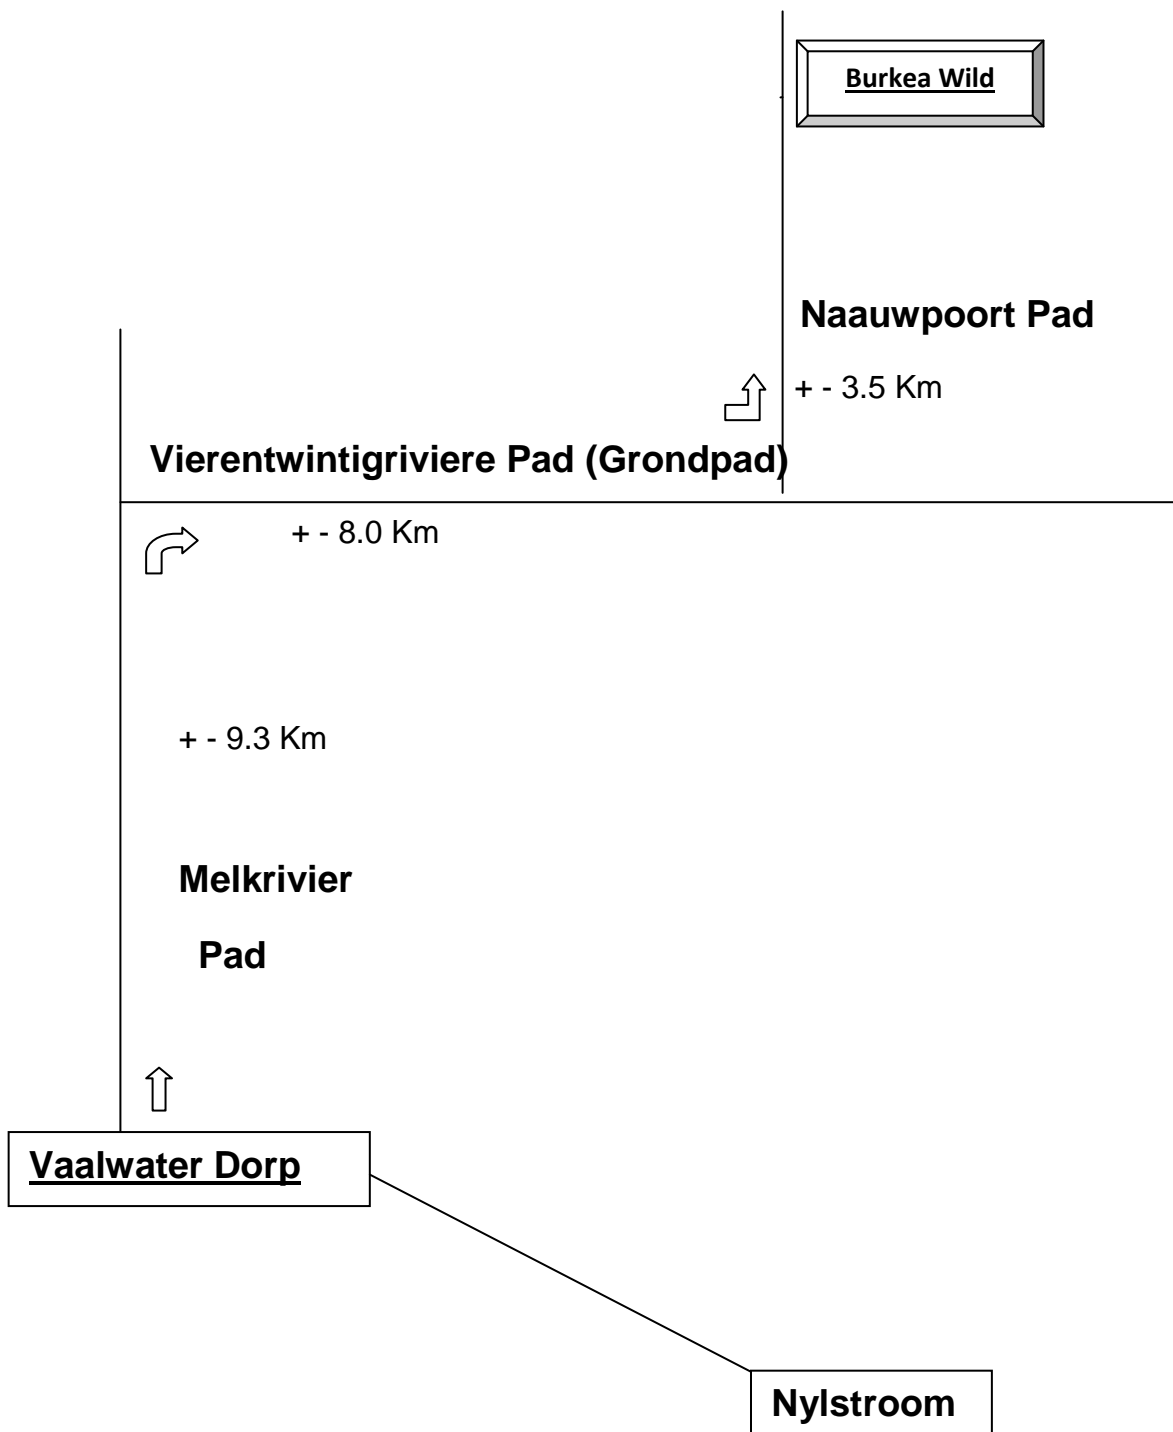 Burkea Wild
Naauwpoort Pad
+ - 3.5 Km
Vierentwintigriviere Pad (Grondpad)
+ - 8.0 Km
+ - 9.3 Km
Melkrivier
Pad
Vaalwater Dorp
Nylstroom